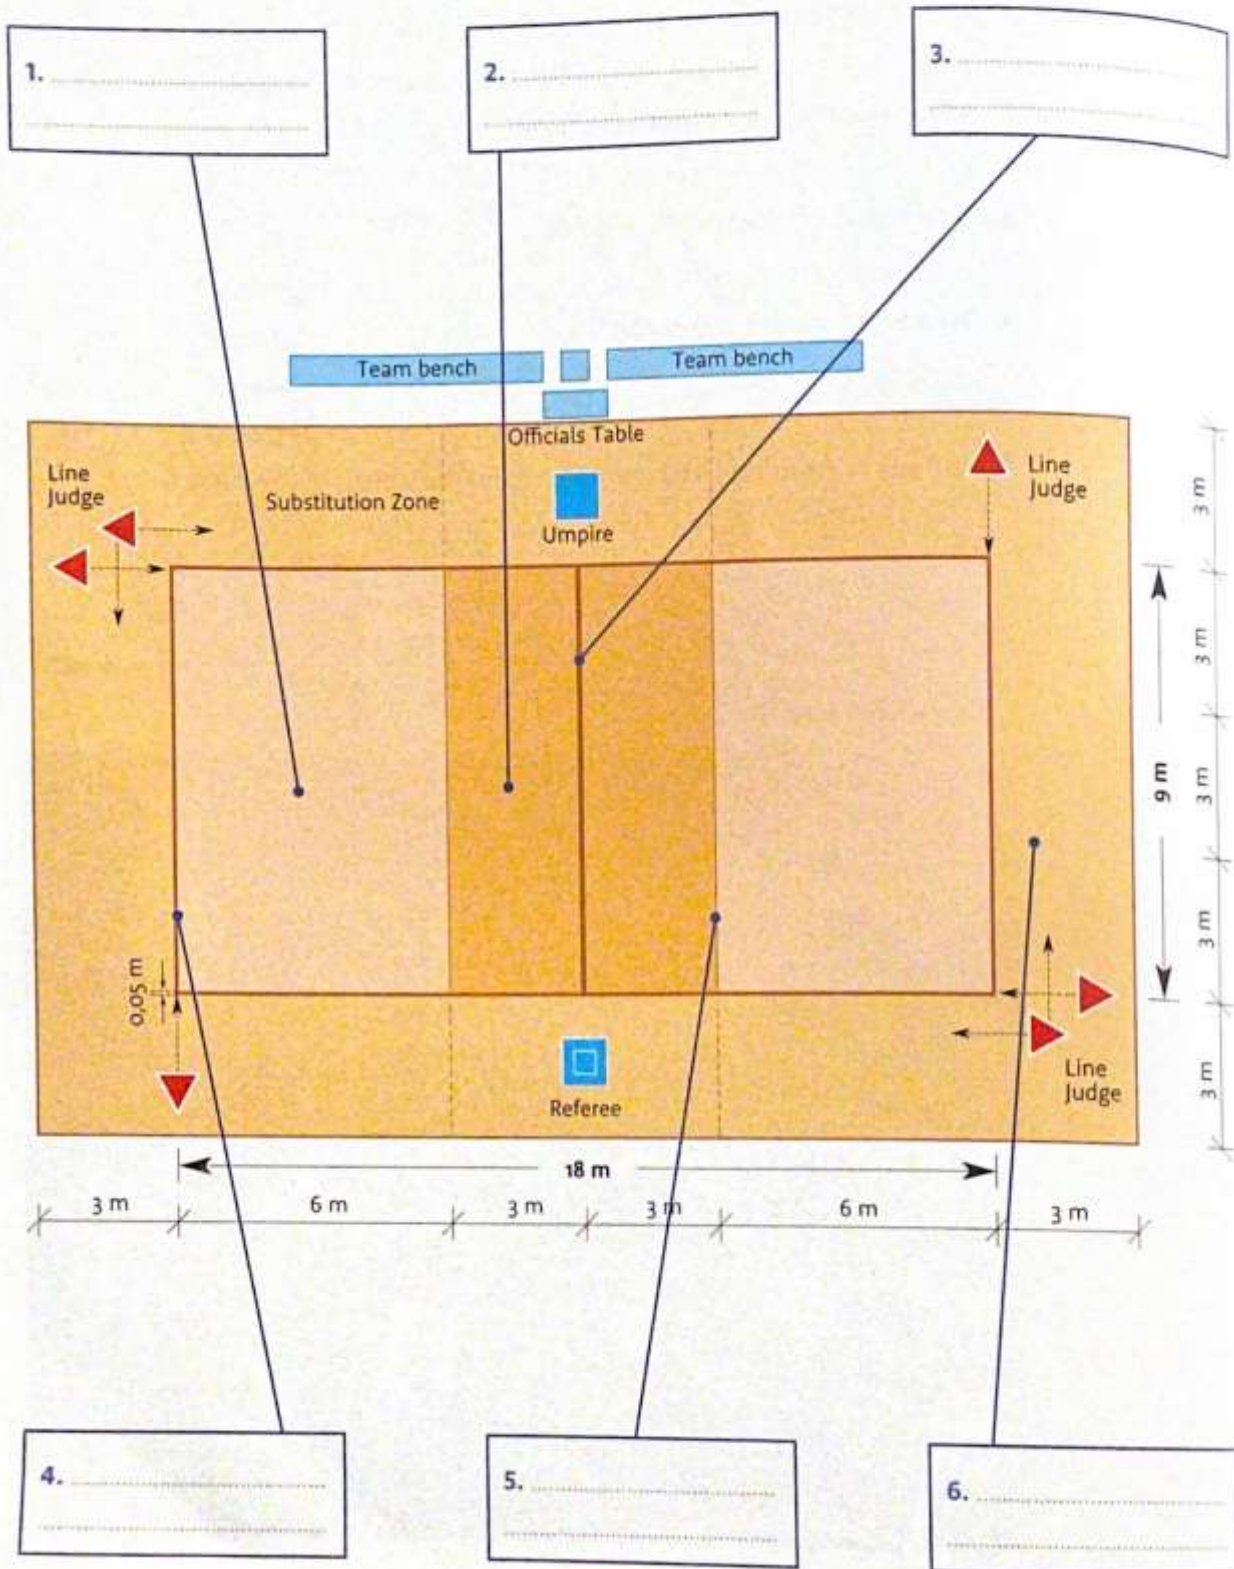 1.
2.
3.
Team bench
Team bench
Officials Table
Line
Judge
Substitution Zone
Umpire
Line
Judge
3 m
3 m
9 m
3 m
3 m
3 m
0,05 m
Referee
Line
Judge
18 m
3 m
6 m
3 m
3 m
6 m
3 m
4.
5.
6.